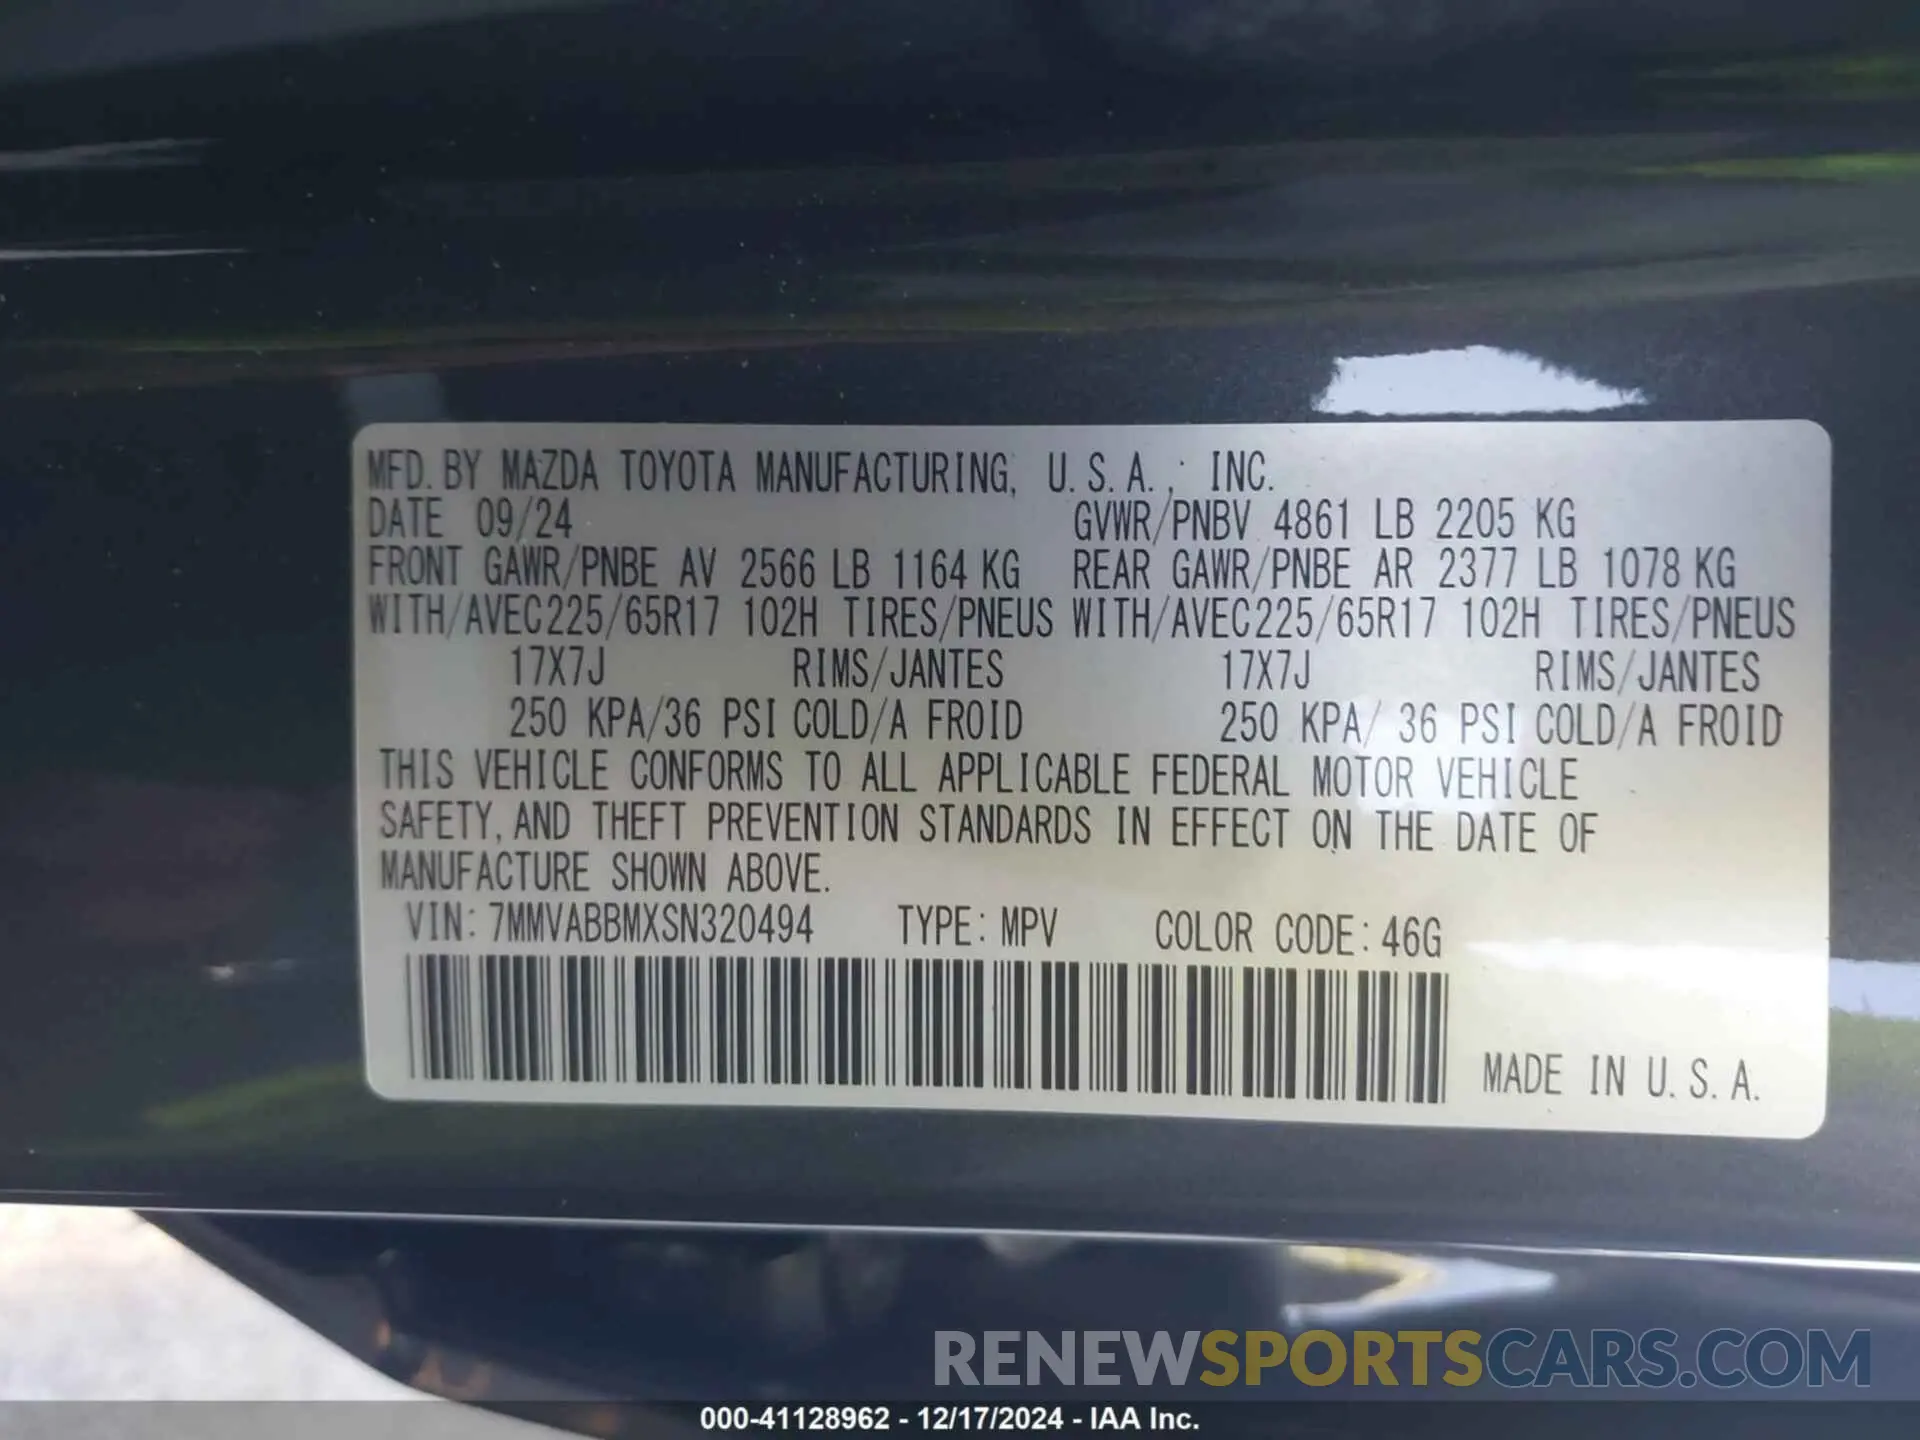 MFD. BY MAZDA TOYOTA MANUFACTURING, U.S.A., INC.
DATE 09/24 GVWR/PNBV 4861 LB 2205 KG
FRONT GAWR/PNBE AV 2566 LB 1164 KG REAR GAWR/PNBE AR 2377 LB 1078 KG
WITH/AVEC225/65R17 102H TIRES/PNEUS WITH/AVEC225/65R17 102H TIRES/PNEUS
17X7J RIMS/JANTES 17X7J RIMS/JANTES
250 KPA/36 PSI COLD/A FROID 250 KPA/ 36 PSI COLD/A FROID
THIS VEHICLE CONFORMS TO ALL APPLICABLE FEDERAL MOTOR VEHICLE
SAFETY, AND THEFT PREVENTION STANDARDS IN EFFECT ON THE DATE OF
MANUFACTURE SHOWN ABOVE.
VIN: 7MMVABBMXSN320494 TYPE: MPV COLOR CODE: 46G
MADE IN U.S.A.
RENEWSPORTSCARS.COM
000-41128962 - 12/17/2024 - IAA Inc.